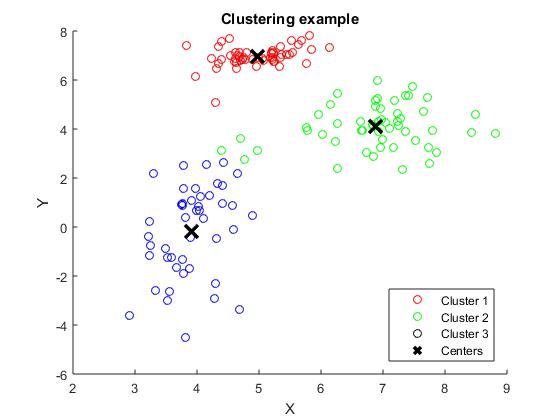 Clustering example
8
6
4
2
0
-2
-4
-6
Y
Cluster 1
Cluster 2
Cluster 3
Centers
2 3 4 5 6 7 8 9
X